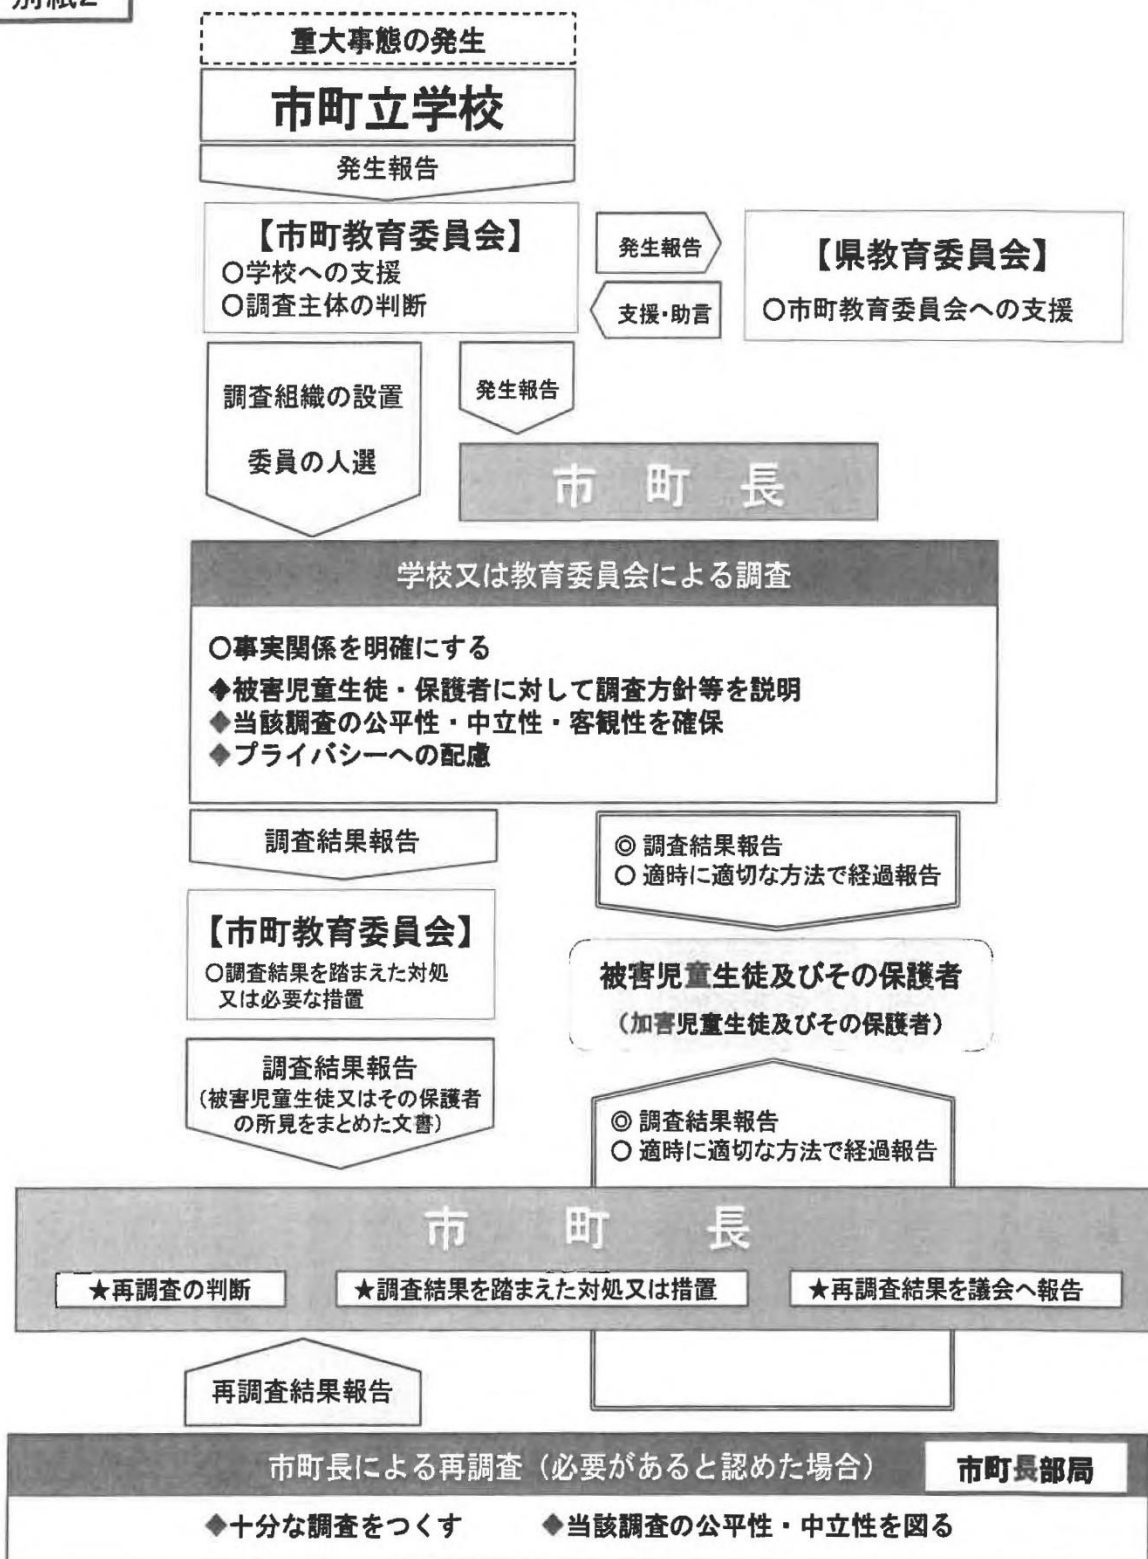 別紙2
重大事態の発生
市町立学校
発生報告
【市町教育委員会】
○学校への支援
○調査主体の判断
発生報告
支援・助言
【県教育委員会】
○市町教育委員会への支援
調査組織の設置
委員の人選
発生報告
市町長
学校又は教育委員会による調査
○事実関係を明確にする
◆被害児童生徒・保護者に対して調査方針等を説明
◆当該調査の公平性・中立性・客観性を確保
◆プライバシーへの配慮
調査結果報告
◎ 調査結果報告
○ 適時に適切な方法で経過報告
【市町教育委員会】
○調査結果を踏まえた対処
又は必要な措置
被害児童生徒及びその保護者
(加害児童生徒及びその保護者)
調査結果報告
(被害児童生徒又はその保護者
の所見をまとめた文書)
◎ 調査結果報告
○ 適時に適切な方法で経過報告
市町長
★再調査の判断
★調査結果を踏まえた対処又は措置
★再調査結果を議会へ報告
再調査結果報告
市町長による再調査(必要があると認めた場合)
市町長部局
◆十分な調査をつくす
◆当該調査の公平性・中立性を図る